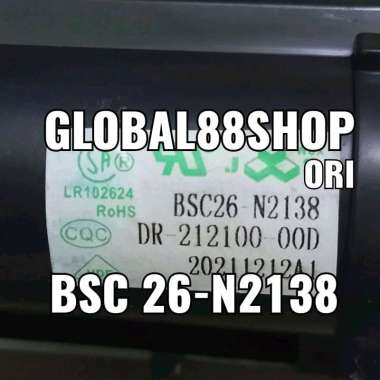 GLOBAL88SHOP
ORI
LR102624
RoHS
BSC26-N2138
CQC
DR-212100-00D
20211212A1
BSC 26-N2138